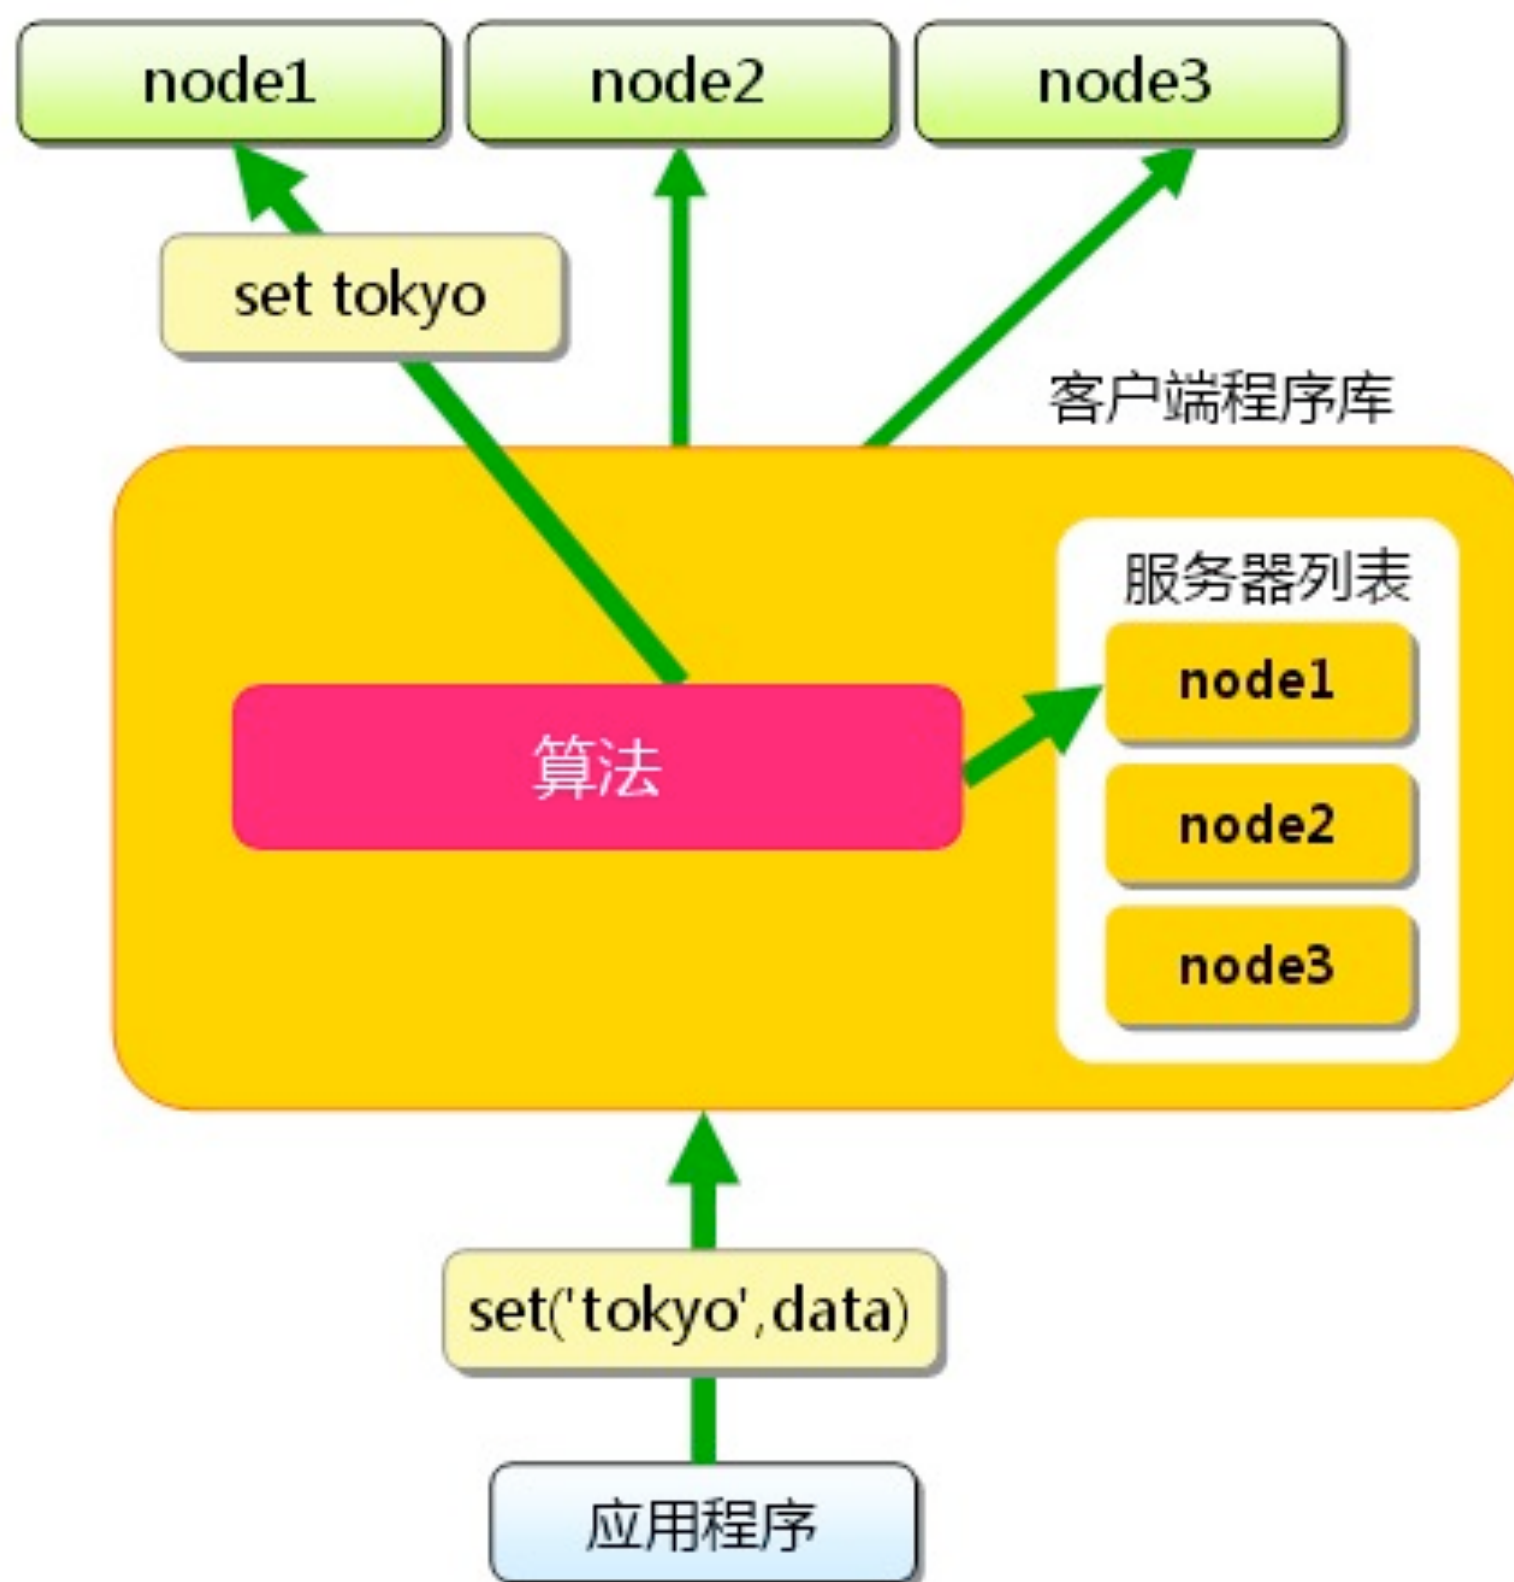 node1
node2
node3
set tokyo
客户端程序库
服务器列表
node1
算法
node2
node3
set('tokyo',data)
应用程序